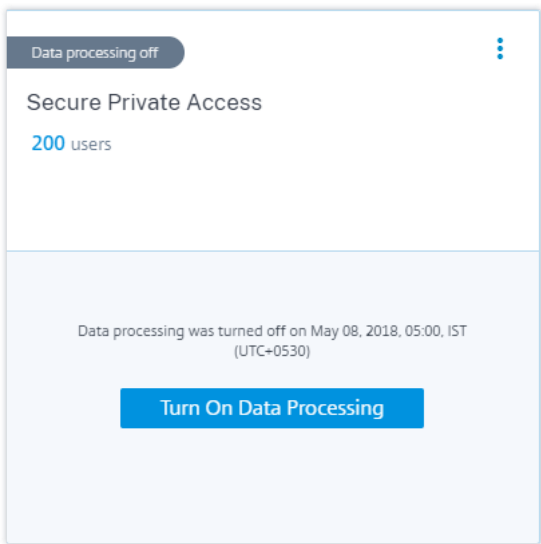 Data processing off
Secure Private Access
200 users
Data processing was turned off on May 08, 2018, 05:00, IST
(UTC+0530)
Turn On Data Processing